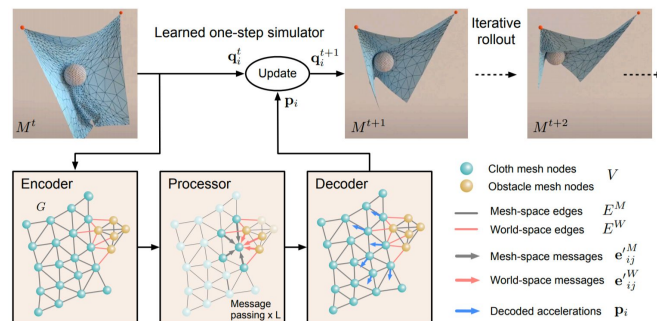 Learned one-step simulator
Iterative
rollout
q_i^t
Update
q_i^{t+1}
p_i
M^t
M^{t+1}
M^{t+2}
Encoder
G
Processor
Message
passing x L
Decoder
Cloth mesh nodes
Obstacle mesh nodes
V
Mesh-space edges E^M
World-space edges E^W
Mesh-space messages e'^M_{ij}
World-space messages e'^W_{ij}
Decoded accelerations p_i